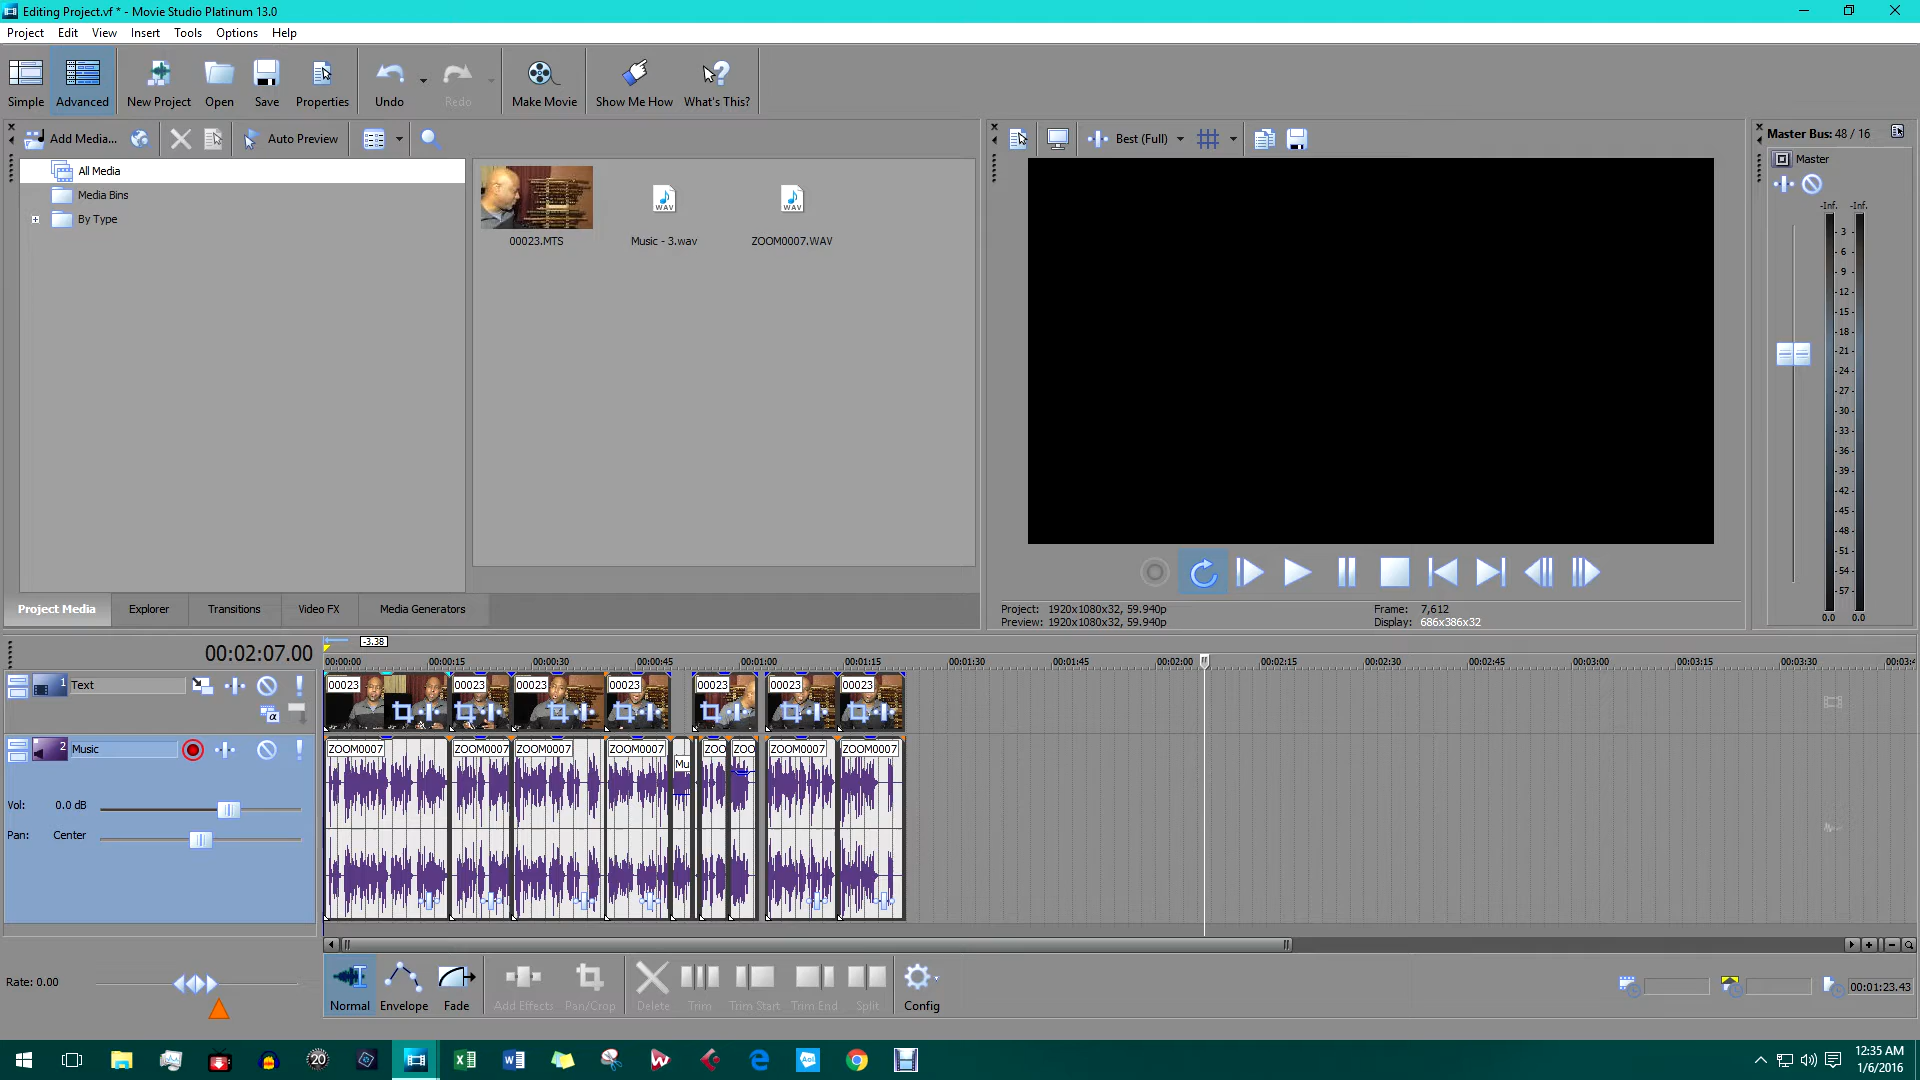 Editing Project.vf * - Movie Studio Platinum 13.0
Project Edit View Insert Tools Options Help
Simple Advanced New Project Open Save Properties Undo Redo Make Movie Show Me How What's This?
Add Media... Auto Preview
Best (Full)
Master Bus: 48 / 16
Master
All Media
Media Bins
By Type
WAV WAV
00023.MTS Music - 3.wav ZOOM0007.WAV
-Inf. -Inf.
3
6
9
12
15
18
21
24
27
30
33
36
39
42
45
48
51
54
57
0.0 0.0
Project Media Explorer Transitions Video FX Media Generators
Project: 1920x1080x32, 59.940p Frame: 7,612
Preview: 1920x1080x32, 59.940p Display: 686x386x32
-3.38
00:02:07.00
00:00:00 00:00:15 00:00:30 00:00:45 00:01:00 00:01:15 00:01:30 00:01:45 00:02:00 00:02:15 00:02:30 00:02:45 00:03:00 00:03:15 00:03:30 00:03:4
1 Text
00023 00023 00023 00023 00023 00023 00023
2 Music
ZOOM0007 ZOOM0007 ZOOM0007 ZOOM0007 Mu ZOO ZOO ZOOM0007 ZOOM0007
Vol: 0.0 dB
Pan: Center
Rate: 0.00
Normal Envelope Fade Add Effects Pan/Crop Delete Trim Trim Start Trim End Split Config
00:01:23.43
20
Aol.
12:35 AM
1/6/2016